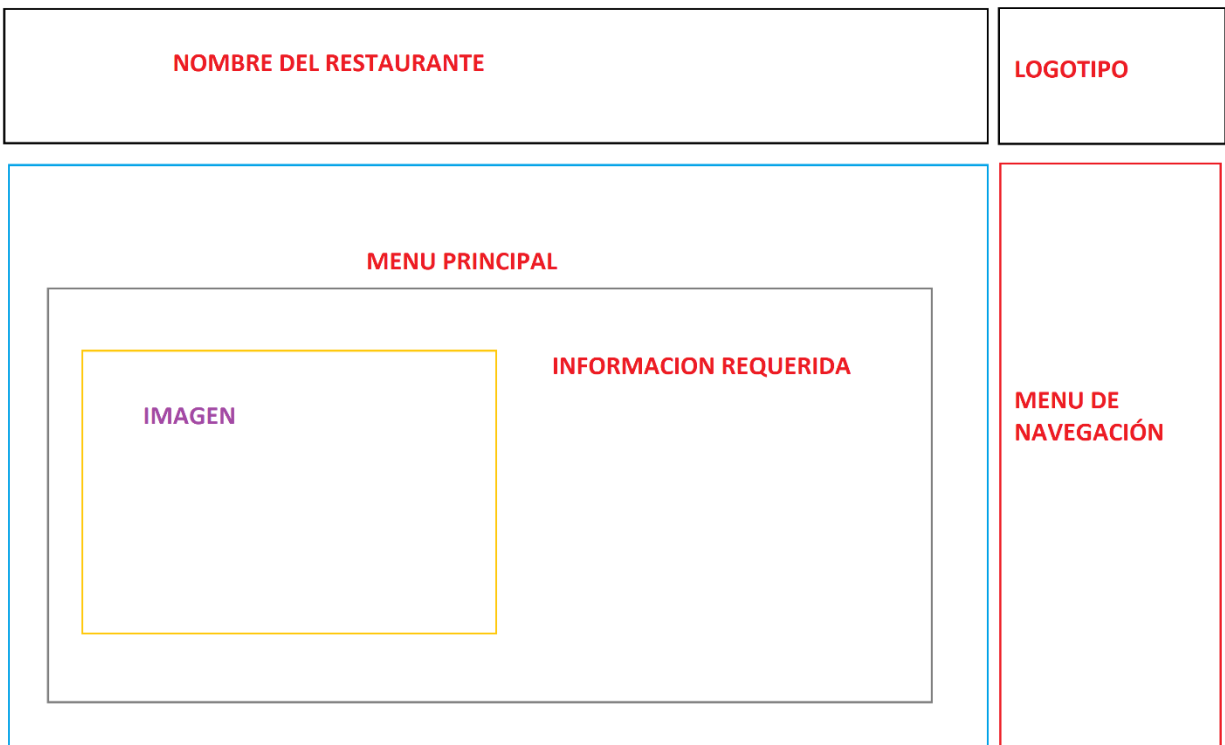 NOMBRE DEL RESTAURANTE
LOGOTIPO
MENU PRINCIPAL
INFORMACION REQUERIDA
IMAGEN
MENU DE
NAVEGACIÓN